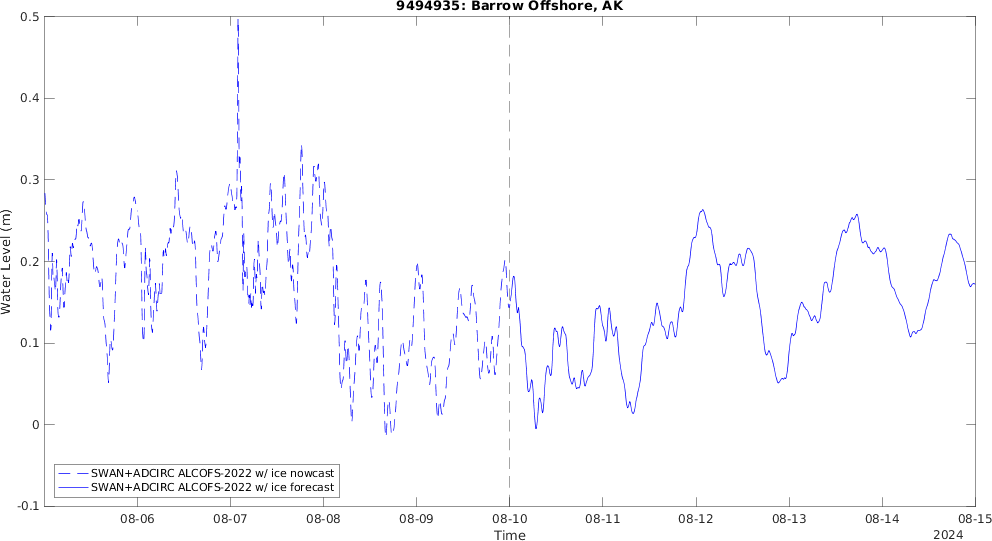 9494935: Barrow Offshore, AK
Water Level (m)
0.5
0.4
0.3
0.2
0.1
0
-0.1
SWAN+ADCIRC ALCOFS-2022 w/ ice nowcast
SWAN+ADCIRC ALCOFS-2022 w/ ice forecast
08-06 08-07 08-08 08-09 08-10 08-11 08-12 08-13 08-14 08-15
Time
2024